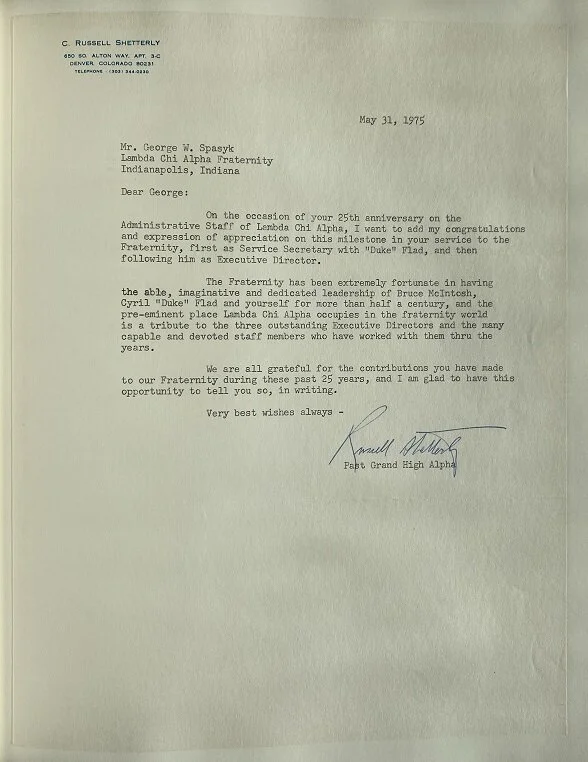 C. RUSSELL SHETTERLY
650 SO. ALTON WAY, APT. 3-C
DENVER, COLORADO 80231
TELEPHONE - (303) 344-0230
May 31, 1975
Mr. George W. Spasyk
Lambda Chi Alpha Fraternity
Indianapolis, Indiana
Dear George:
On the occasion of your 25th anniversary on the
Administrative Staff of Lambda Chi Alpha, I want to add my congratulations
and expression of appreciation on this milestone in your service to the
Fraternity, first as Service Secretary with "Duke" Flad, and then
following him as Executive Director.
The Fraternity has been extremely fortunate in having
the able, imaginative and dedicated leadership of Bruce McIntosh,
Cyril "Duke" Flad and yourself for more than half a century, and the
pre-eminent place Lambda Chi Alpha occupies in the fraternity world
is a tribute to the three outstanding Executive Directors and the many
capable and devoted staff members who have worked with them thru the
years.
We are all grateful for the contributions you have made
to our Fraternity during these past 25 years, and I am glad to have this
opportunity to tell you so, in writing.
Very best wishes always -
Russell Shetterly
Past Grand High Alpha